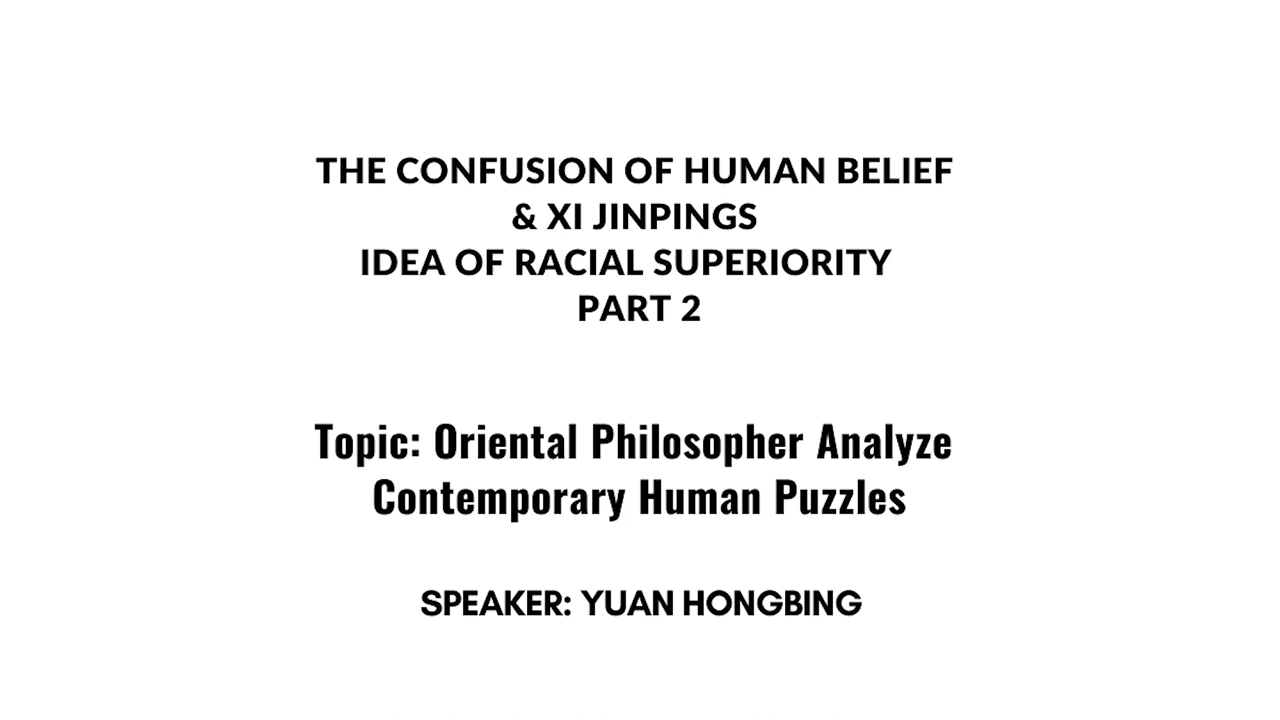 THE CONFUSION OF HUMAN BELIEF
& XI JINPINGS
IDEA OF RACIAL SUPERIORITY
PART 2
Topic: Oriental Philosopher Analyze
Contemporary Human Puzzles
SPEAKER: YUAN HONGBING